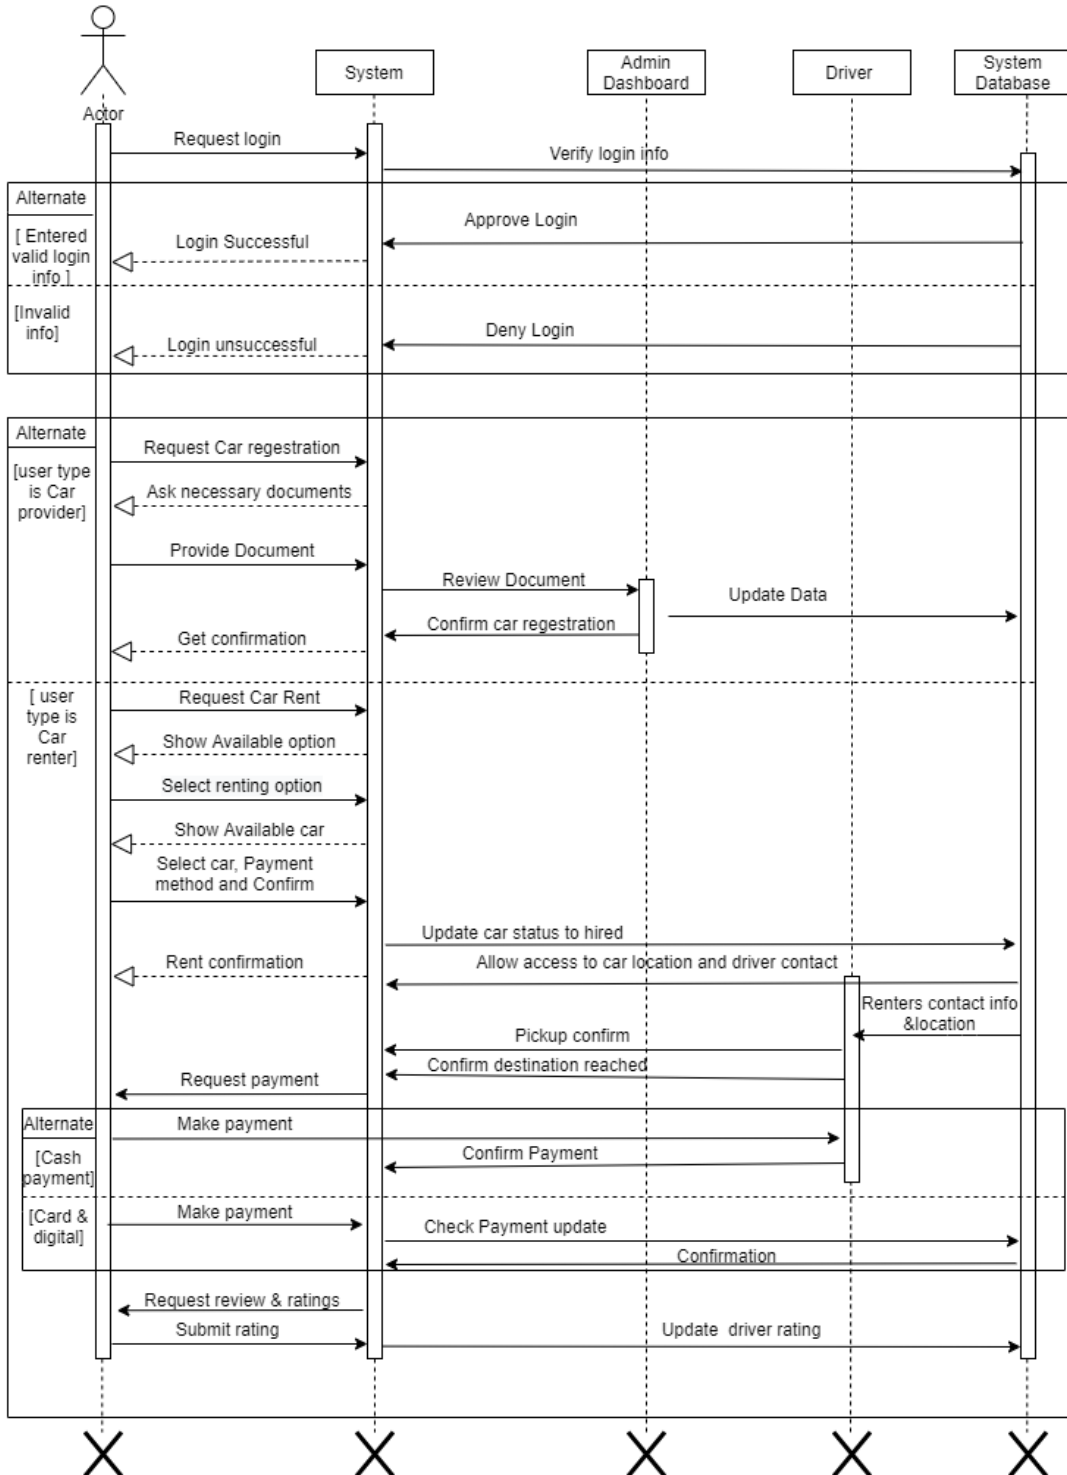 System
Admin
Dashboard
Driver
System
Database
Actor
Request login
Verify login info
Alternate
Approve Login
[ Entered
valid login
info ]
Login Successful
[Invalid
info]
Deny Login
Login unsuccessful
Alternate
Request Car regestration
[user type
is Car
provider]
Ask necessary documents
Provide Document
Review Document
Update Data
Confirm car regestration
Get confirmation
[ user
type is
Car
renter]
Request Car Rent
Show Available option
Select renting option
Show Available car
Select car, Payment
method and Confirm
Update car status to hired
Rent confirmation
Allow access to car location and driver contact
Renters contact info
&location
Pickup confirm
Confirm destination reached
Request payment
Alternate
Make payment
[Cash
payment]
Confirm Payment
[Card &
digital]
Make payment
Check Payment update
Confirmation
Request review & ratings
Submit rating
Update driver rating